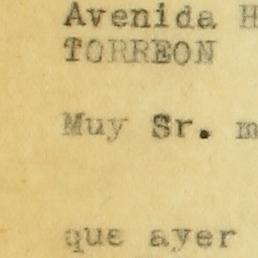 Avenida H
TORREON
Muy Sr. m
que ayer